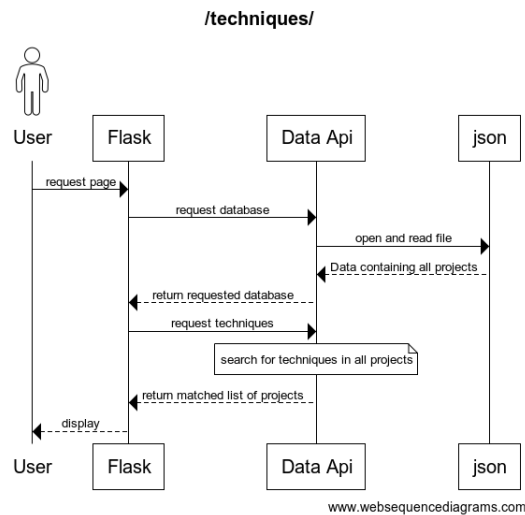 /techniques/
User
Flask
Data Api
json
request page
request database
open and read file
Data containing all projects
return requested database
request techniques
search for techniques in all projects
return matched list of projects
display
User
Flask
Data Api
json
www.websequencediagrams.com